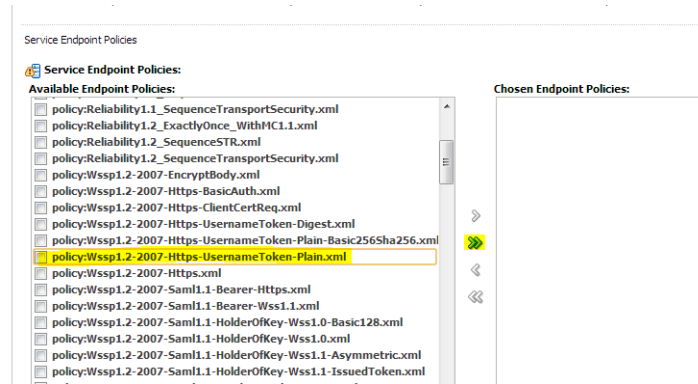 Service Endpoint Policies
Service Endpoint Policies:
Available Endpoint Policies:
Chosen Endpoint Policies:
policy:Reliability1.1_SequenceTransportSecurity.xml
policy:Reliability1.2_ExactlyOnce_WithMC1.1.xml
policy:Reliability1.2_SequenceSTR.xml
policy:Reliability1.2_SequenceTransportSecurity.xml
policy:Wssp1.2-2007-EncryptBody.xml
policy:Wssp1.2-2007-Https-BasicAuth.xml
policy:Wssp1.2-2007-Https-ClientCertReq.xml
policy:Wssp1.2-2007-Https-UsernameToken-Digest.xml
policy:Wssp1.2-2007-Https-UsernameToken-Plain-Basic256Sha256.xml
policy:Wssp1.2-2007-Https-UsernameToken-Plain.xml
policy:Wssp1.2-2007-Https.xml
policy:Wssp1.2-2007-Saml1.1-Bearer-Https.xml
policy:Wssp1.2-2007-Saml1.1-Bearer-Wss1.1.xml
policy:Wssp1.2-2007-Saml1.1-HolderOfKey-Wss1.0-Basic128.xml
policy:Wssp1.2-2007-Saml1.1-HolderOfKey-Wss1.0.xml
policy:Wssp1.2-2007-Saml1.1-HolderOfKey-Wss1.1-Asymmetric.xml
policy:Wssp1.2-2007-Saml1.1-HolderOfKey-Wss1.1-IssuedToken.xml